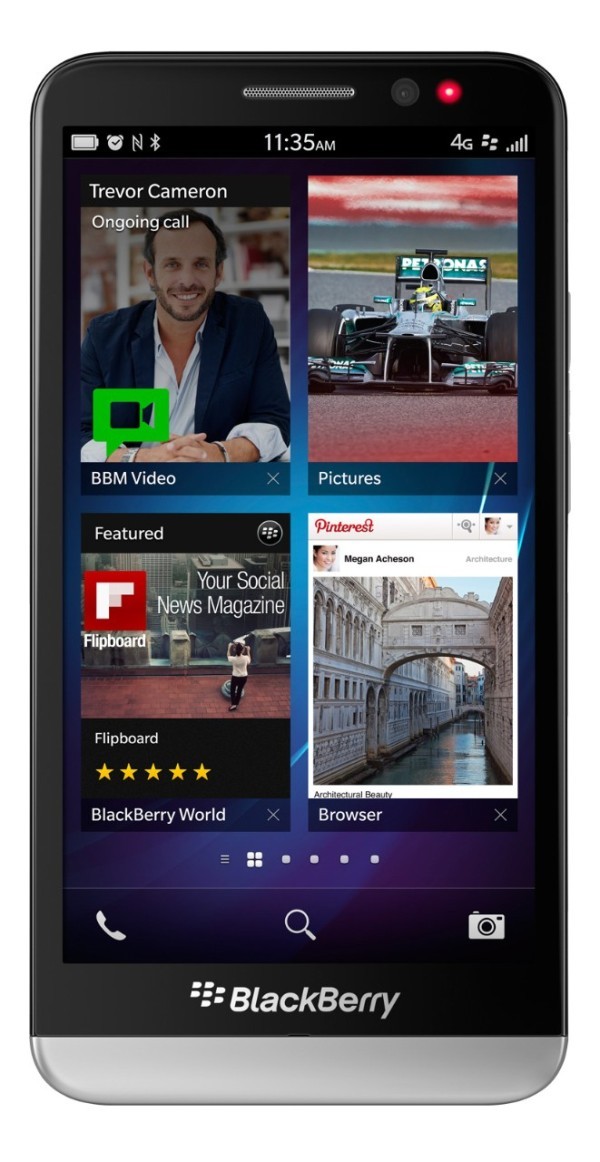 11:35AM
4G
Trevor Cameron
Ongoing call
BBM Video
PETRONAS
Pictures
Featured
Your Social
News Magazine
Flipboard
Flipboard
BlackBerry World
Pinterest
Megan Acheson
Architecture
Architectural Beauty
Browser
BlackBerry